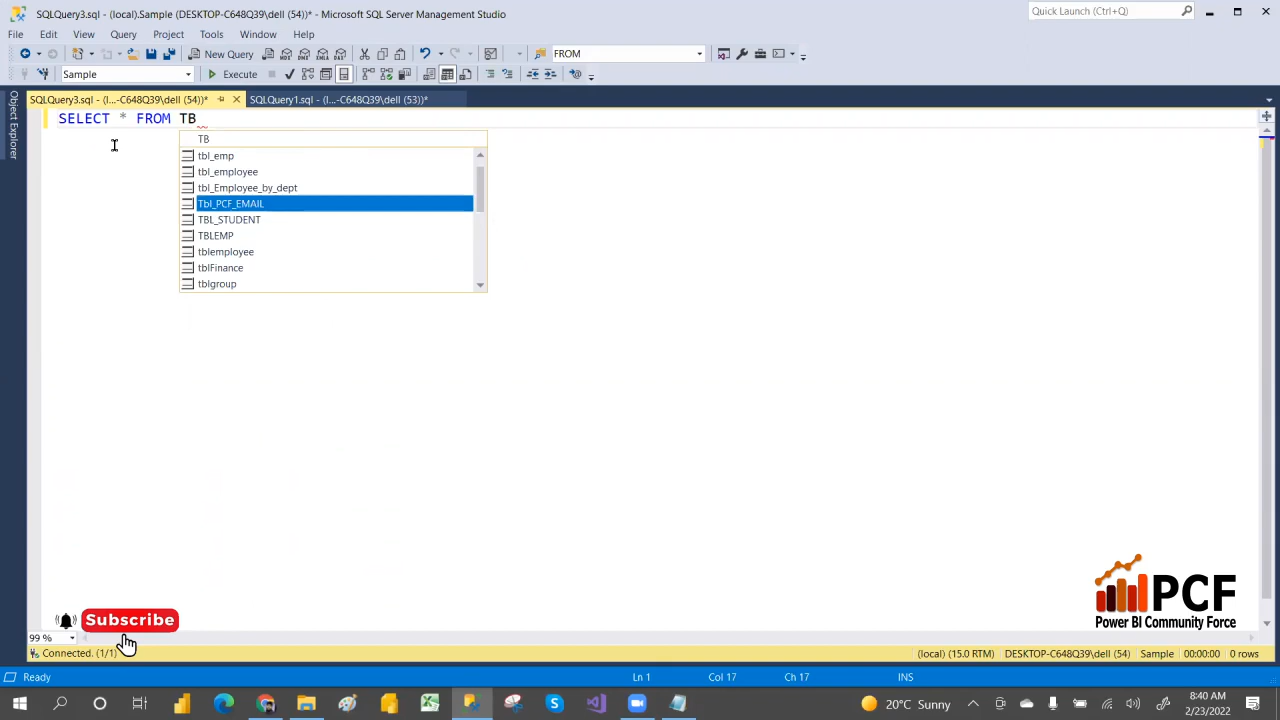 SQLQuery3.sql - (local).Sample (DESKTOP-C648Q39\dell (54))* - Microsoft SQL Server Management Studio
Quick Launch (Ctrl+Q)
File Edit View Query Project Tools Window Help
New Query
FROM
Sample
Execute
SQLQuery3.sql - (l...-C648Q39\dell (54))*
SQLQuery1.sql - (l...-C648Q39\dell (53))*
Object Explorer
SELECT * FROM TB
TB
tbl_emp
tbl_employee
tbl_Employee_by_dept
Tbl_PCF_EMAIL
TBL_STUDENT
TBLEMP
tblemployee
tblFinance
tblgroup
PCF
Power BI Community Force
Subscribe
99 %
Connected. (1/1)
(local) (15.0 RTM) DESKTOP-C648Q39\dell (54) Sample 00:00:00 0 rows
Ready
Ln 1 Col 17 Ch 17 INS
20°C Sunny
8:40 AM
2/23/2022